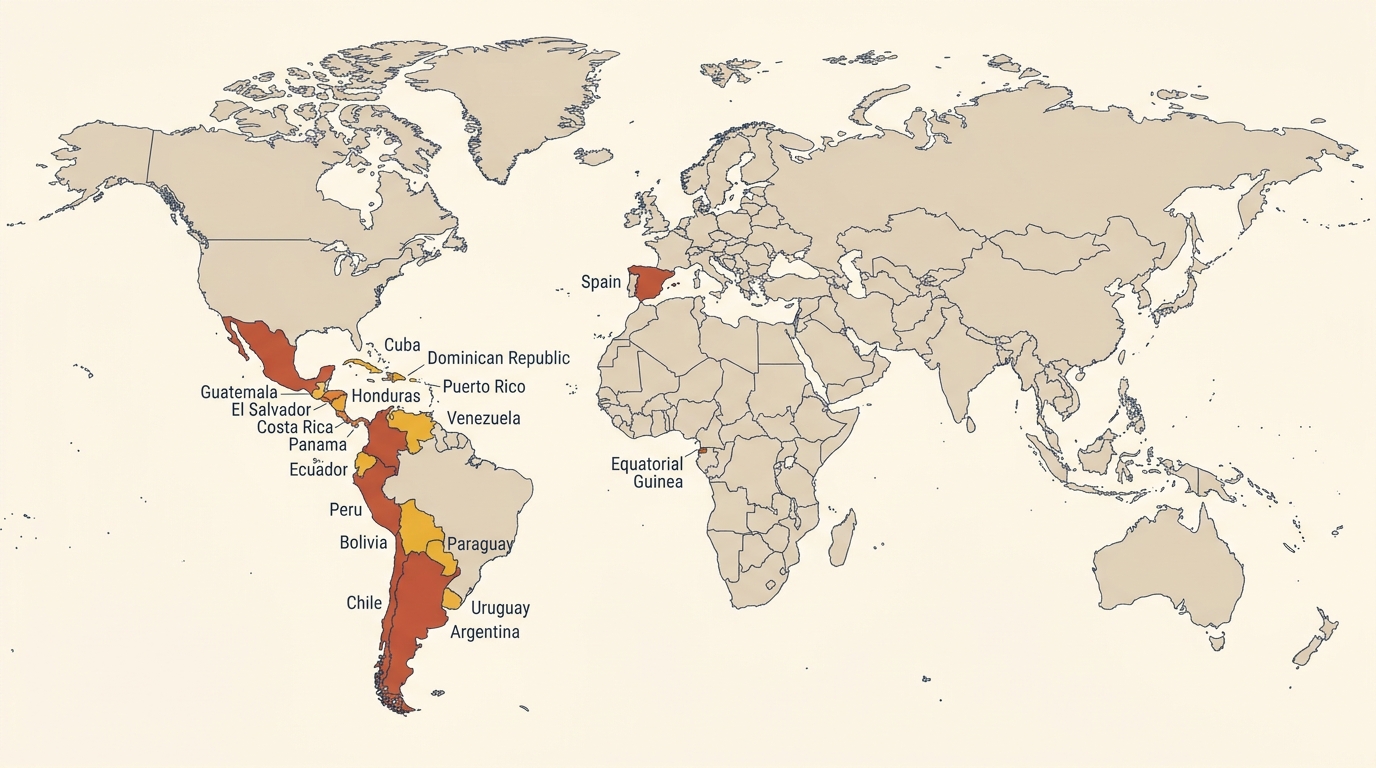 Spain
Cuba
Dominican Republic
Puerto Rico
Guatemala
Honduras
El Salvador
Costa Rica
Venezuela
Panama
Ecuador
Equatorial
Guinea
Peru
Bolivia
Paraguay
Chile
Uruguay
Argentina